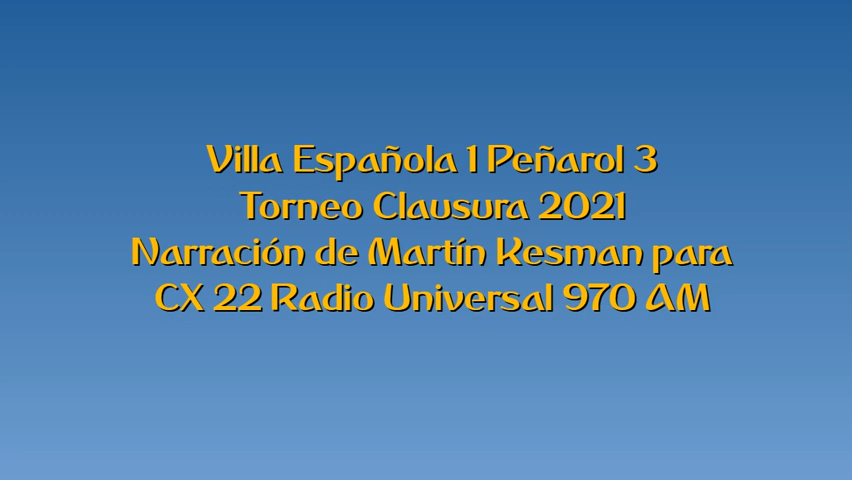 Villa Española 1 Peñarol 3
Torneo Clausura 2021
Narración de Martín Kesman para
CX 22 Radio Universal 970 AM